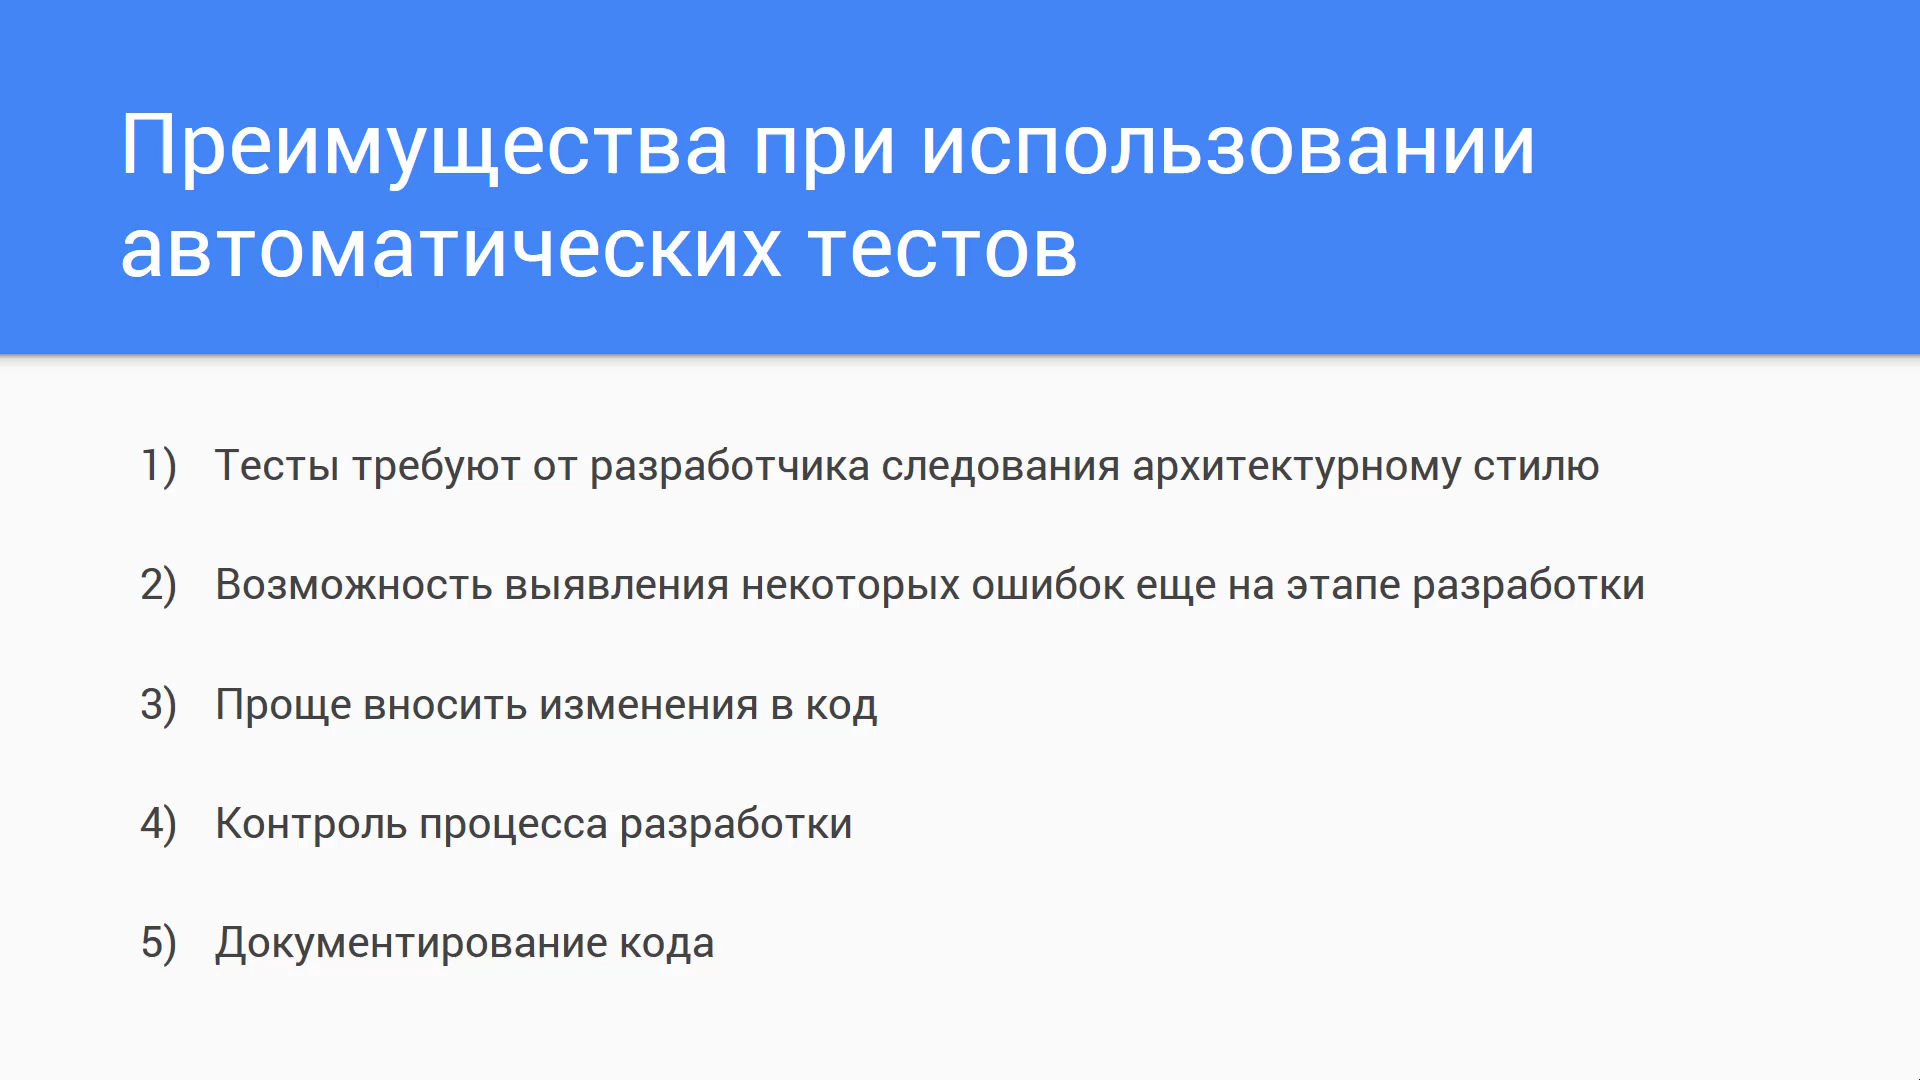 Преимущества при использовании
автоматических тестов
1) Тесты требуют от разработчика следования архитектурному стилю
2) Возможность выявления некоторых ошибок еще на этапе разработки
3) Проще вносить изменения в код
4) Контроль процесса разработки
5) Документирование кода